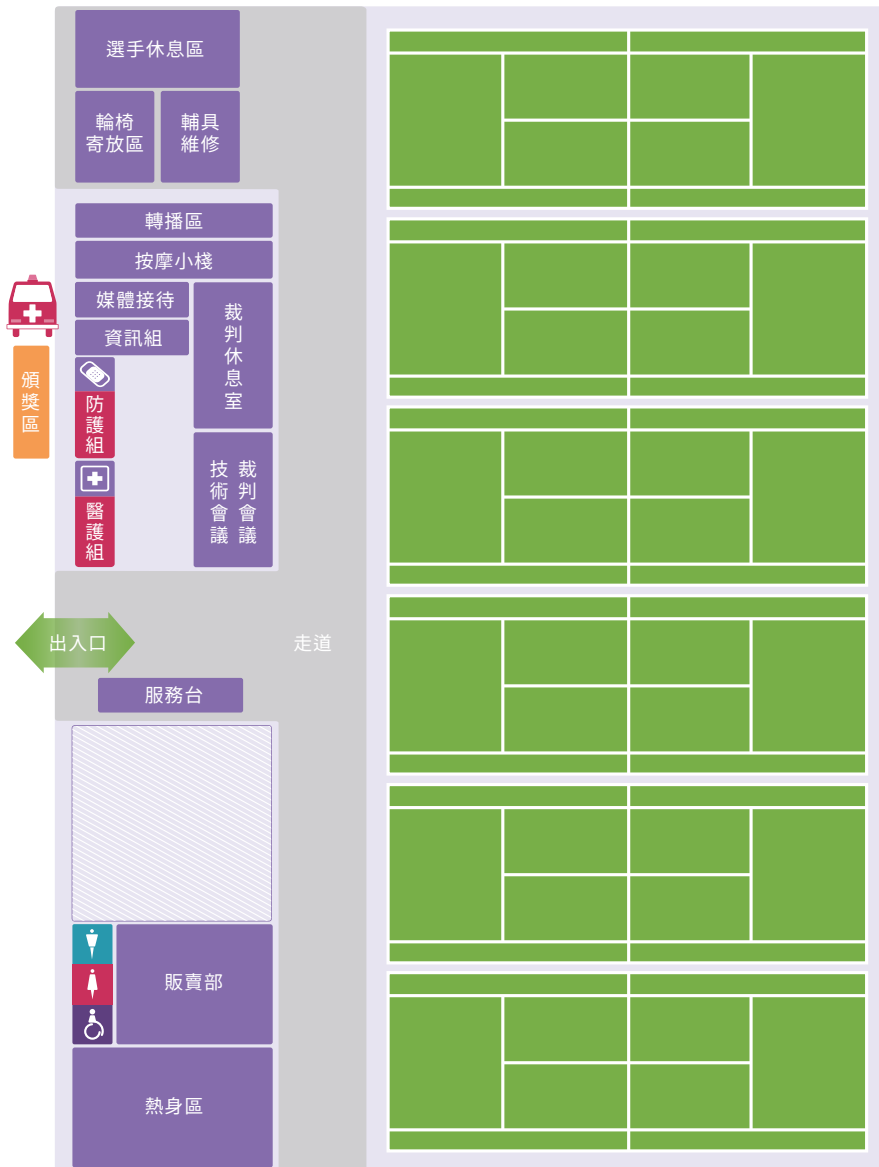 選手休息區
輪椅
寄放區
輔具
維修
轉播區
按摩小棧
媒體接待
資訊組
裁判休息室
頒獎區
防護組
裁判會議
技術會議
醫護組
出入口
走道
服務台
販賣部
熱身區